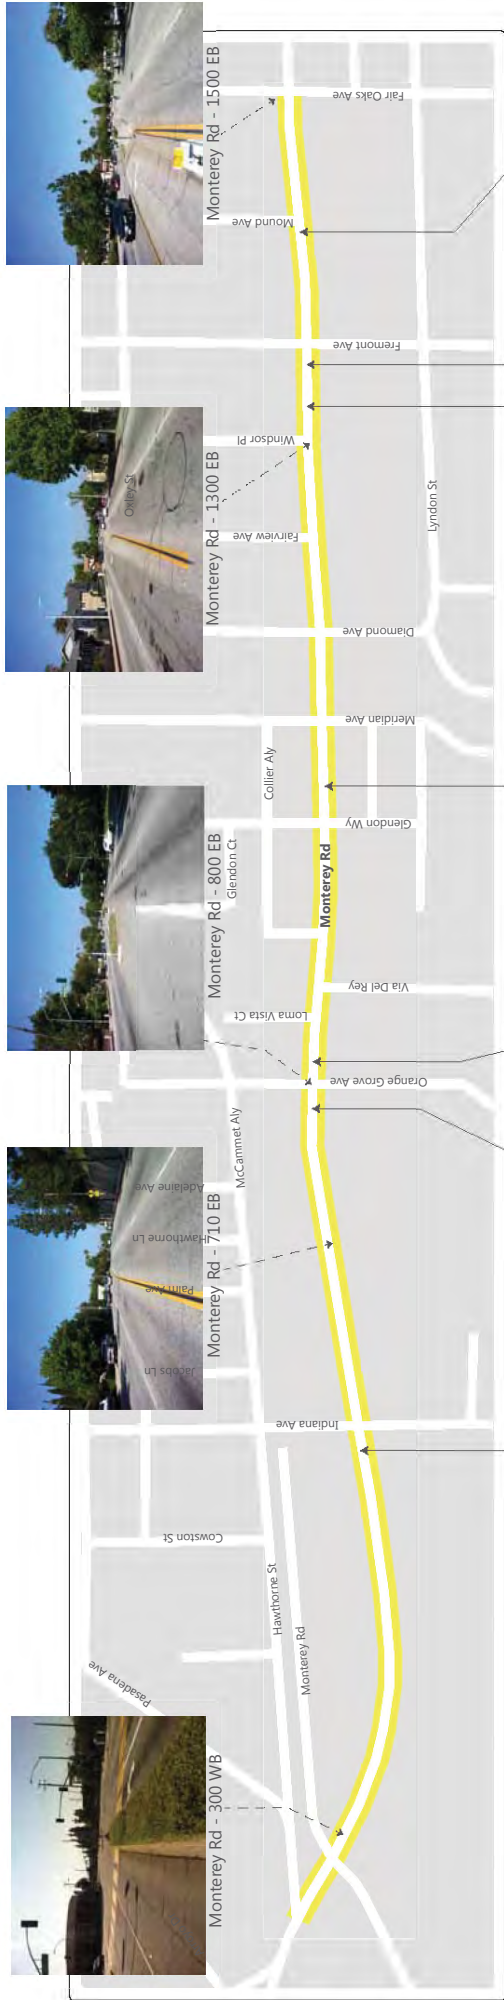 Monterey Rd - 300 WB
Monterey Rd - 710 EB
Monterey Rd - 800 EB
Monterey Rd - 1300 EB
Monterey Rd - 1500 EB
Pasadena Ave
Cowston St
Hawthorne St
Monterey Rd
Indiana Ave
Jacobs Ln
Palm Ave
Hawthorne Ln
Adelaine Ave
McCammet Aly
Orange Grove Ave
Loma Vista Ct
Via Del Rey
Monterey Rd
Glendon Ct
Glendon Wy
Collier Aly
Meridian Ave
Diamond Ave
Fairview Ave
Windsor Pl
Oxley St
Fremont Ave
Lyndon St
Mound Ave
Fair Oaks Ave